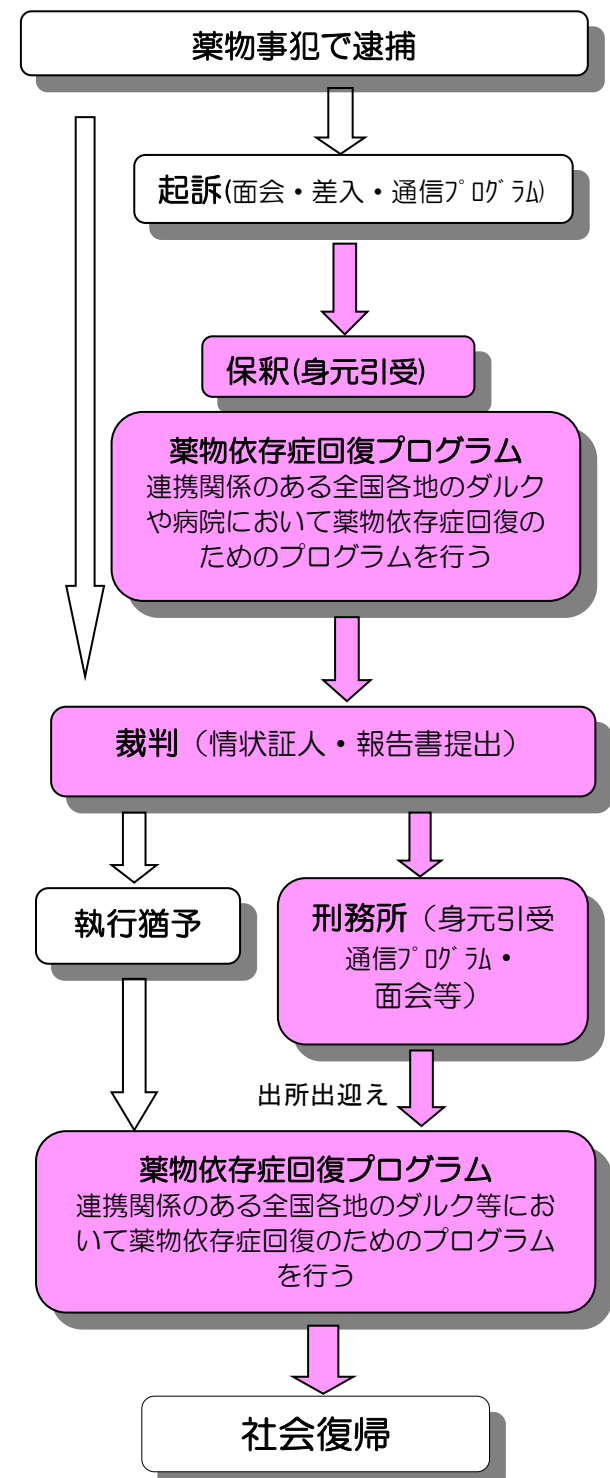 薬物事犯で逮捕
起訴(面会・差入・通信ﾌﾟﾛｸﾞﾗﾑ)
保釈(身元引受)
薬物依存症回復プログラム
連携関係のある全国各地のダルク
や病院において薬物依存症回復の
ためのプログラムを行う
裁判（情状証人・報告書提出）
執行猶予
刑務所（身元引受
通信ﾌﾟﾛｸﾞﾗﾑ・
面会等）
出所出迎え
薬物依存症回復プログラム
連携関係のある全国各地のダルク等にお
いて薬物依存症回復のためのプログラム
を行う
社会復帰